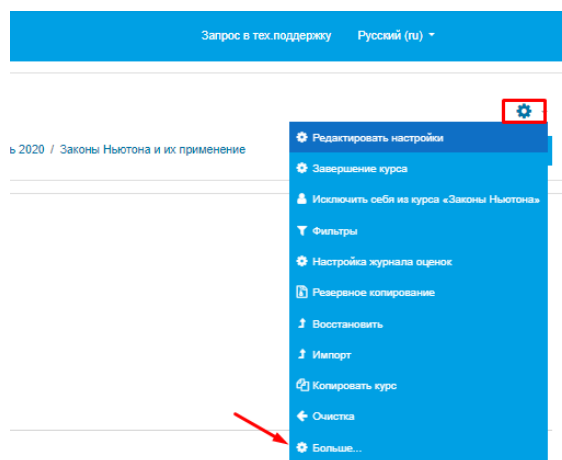 Запрос в тех.поддержку Русский (ru)
ь 2020 / Законы Ньютона и их применение
Редактировать настройки
Завершение курса
Исключить себя из курса «Законы Ньютона»
Фильтры
Настройка журнала оценок
Резервное копирование
Восстановить
Импорт
Копировать курс
Очистка
Больше...